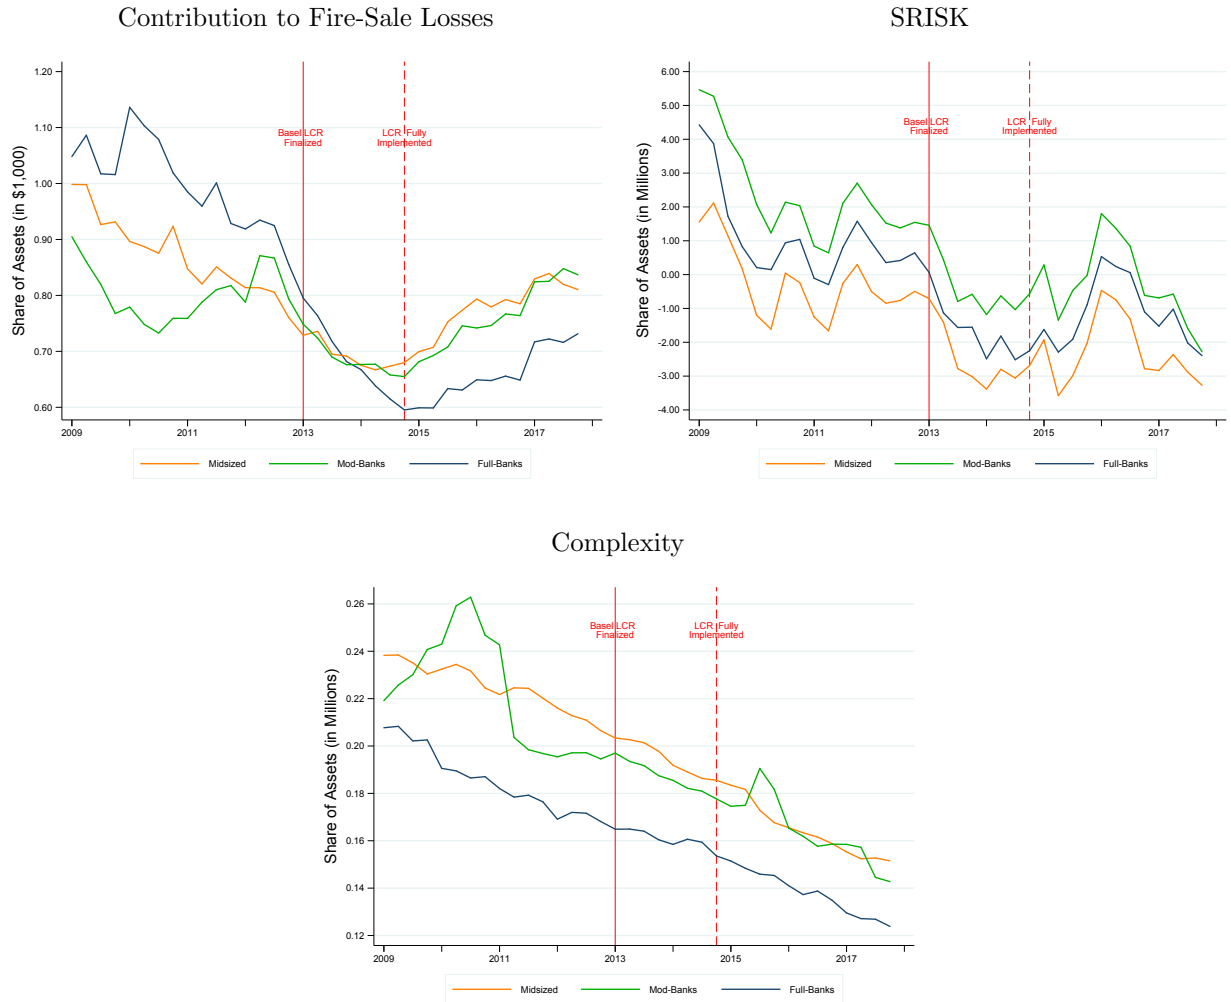 Contribution to Fire-Sale Losses
Share of Assets (in $1,000)
1.20
1.10
1.00
0.90
0.80
0.70
0.60
Basel LCR
Finalized
LCR Fully
Implemented
2009
2011
2013
2015
2017
Midsized
Mod-Banks
Full-Banks
SRISK
Share of Assets (in Millions)
6.00
5.00
4.00
3.00
2.00
1.00
0.00
-1.00
-2.00
-3.00
-4.00
Basel LCR
Finalized
LCR Fully
Implemented
2009
2011
2013
2015
2017
Midsized
Mod-Banks
Full-Banks
Complexity
Share of Assets (in Millions)
0.26
0.24
0.22
0.20
0.18
0.16
0.14
0.12
Basel LCR
Finalized
LCR Fully
Implemented
2009
2011
2013
2015
2017
Midsized
Mod-Banks
Full-Banks